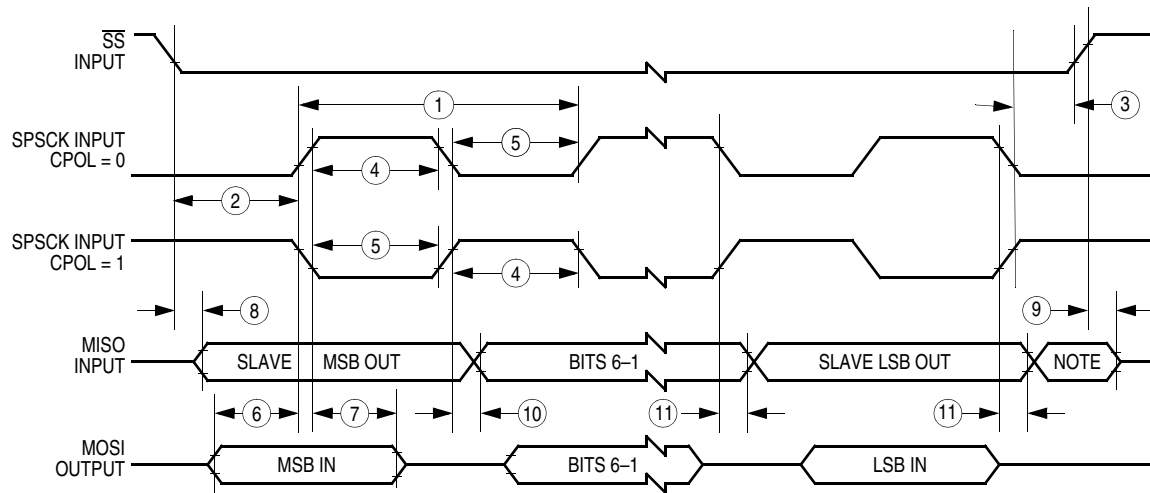 SS
INPUT
1
3
5
SPSCK INPUT
CPOL = 0
4
2
SPSCK INPUT
CPOL = 1
5
4
8
9
MISO
INPUT
SLAVE MSB OUT
BITS 6–1
SLAVE LSB OUT
NOTE
6
7
10
11
11
MOSI
OUTPUT
MSB IN
BITS 6–1
LSB IN